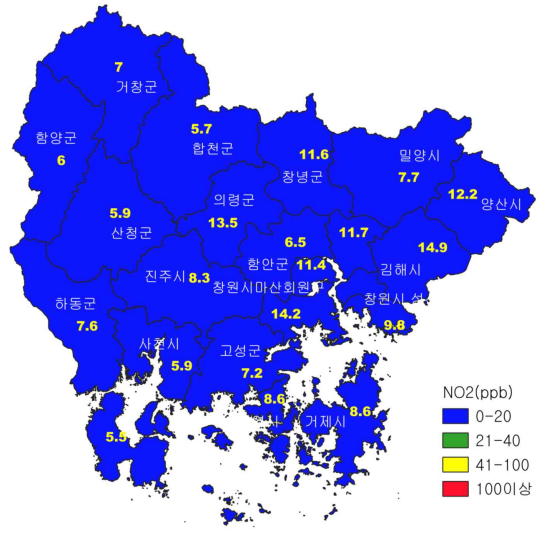 7
거창군
5.7
합천군
함양군
6
11.6
창녕군
밀양시
7.7
12.2
양산시
의령군
13.5
5.9
산청군
6.5
함안군
11.7
14.9
김해시
11.4
진주시
8.3
창원시마산회원구
창원시 성
9.8
하동군
7.6
14.2
사천시
5.9
고성군
7.2
8.6
8.6
거제시
5.5
NO2(ppb)
0-20
21-40
41-100
100이상